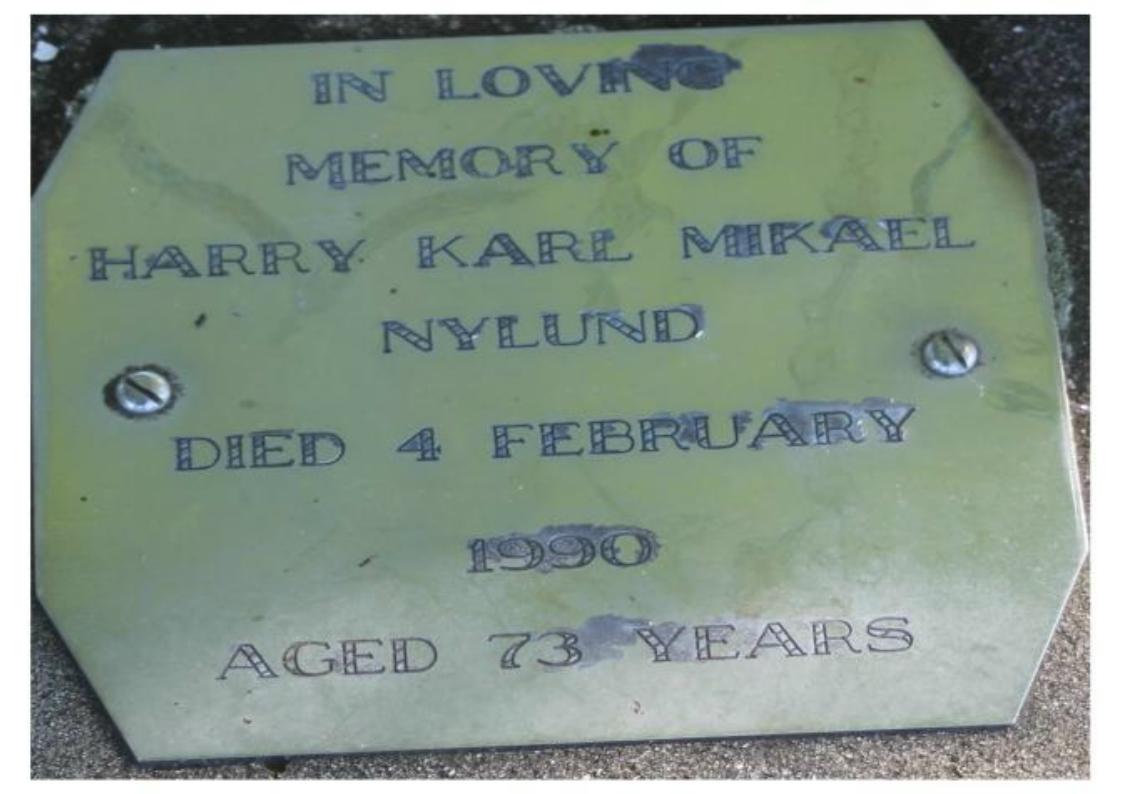 IN LOVING
MEMORY OF
HARRY KARL MIKAEL
NYLUND
DIED 4 FEBRUARY
1990
AGED 73 YEARS